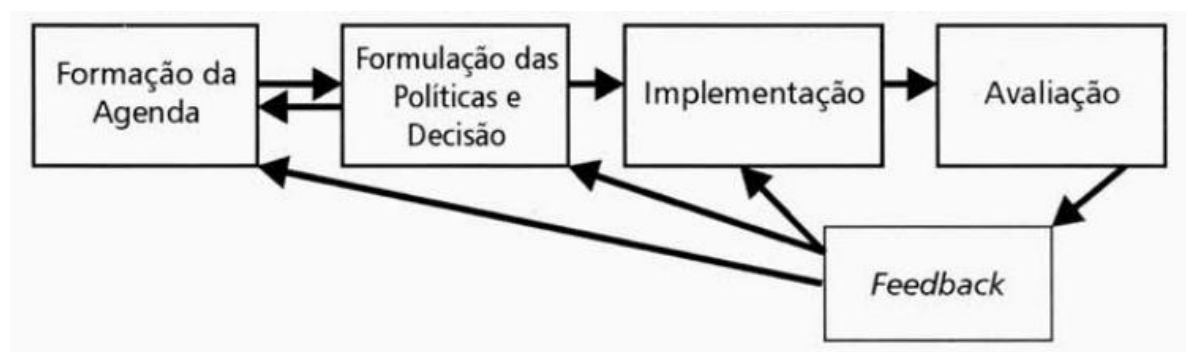 Formação da
Agenda
Formulação das
Políticas e
Decisão
Implementação
Avaliação
Feedback